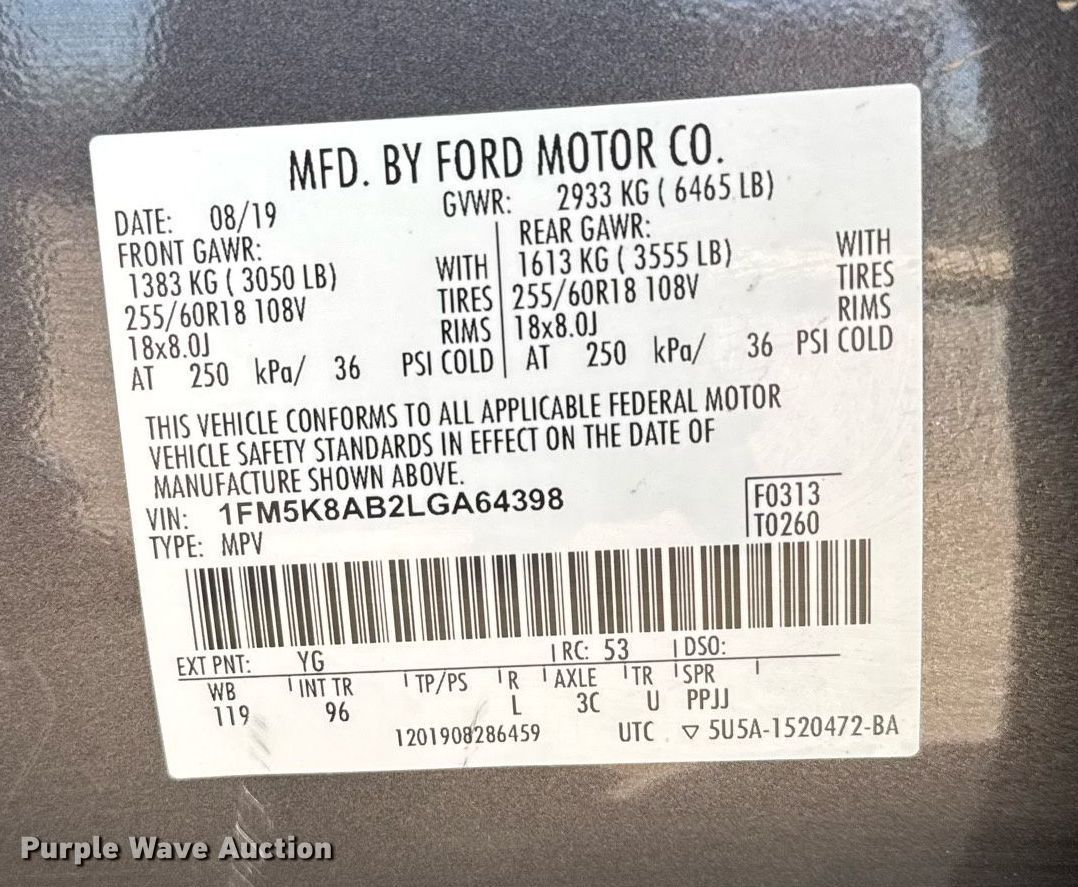 MFD. BY FORD MOTOR CO.
DATE: 08/19 GVWR: 2933 KG ( 6465 LB)
FRONT GAWR: REAR GAWR:
1383 KG ( 3050 LB) WITH 1613 KG ( 3555 LB) WITH
255/60R18 108V TIRES 255/60R18 108V TIRES
18x8.0J RIMS 18x8.0J RIMS
AT 250 kPa/ 36 PSI COLD AT 250 kPa/ 36 PSI COLD
THIS VEHICLE CONFORMS TO ALL APPLICABLE FEDERAL MOTOR
VEHICLE SAFETY STANDARDS IN EFFECT ON THE DATE OF
MANUFACTURE SHOWN ABOVE.
VIN: 1FM5K8AB2LGA64398 F0313
TYPE: MPV T0260
EXT PNT: YG RC: 53 DSO:
WB INT TR TP/PS R AXLE TR SPR
119 96 L 3C U PPJJ
1201908286459 UTC ▽ 5U5A-1520472-BA
Purple Wave Auction